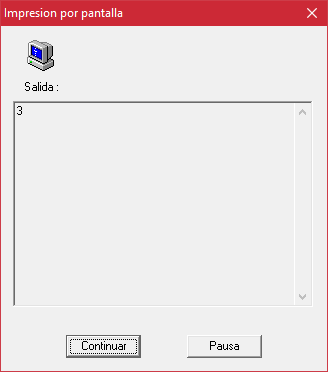 Impresion por pantalla
Salida :
3
Continuar
Pausa